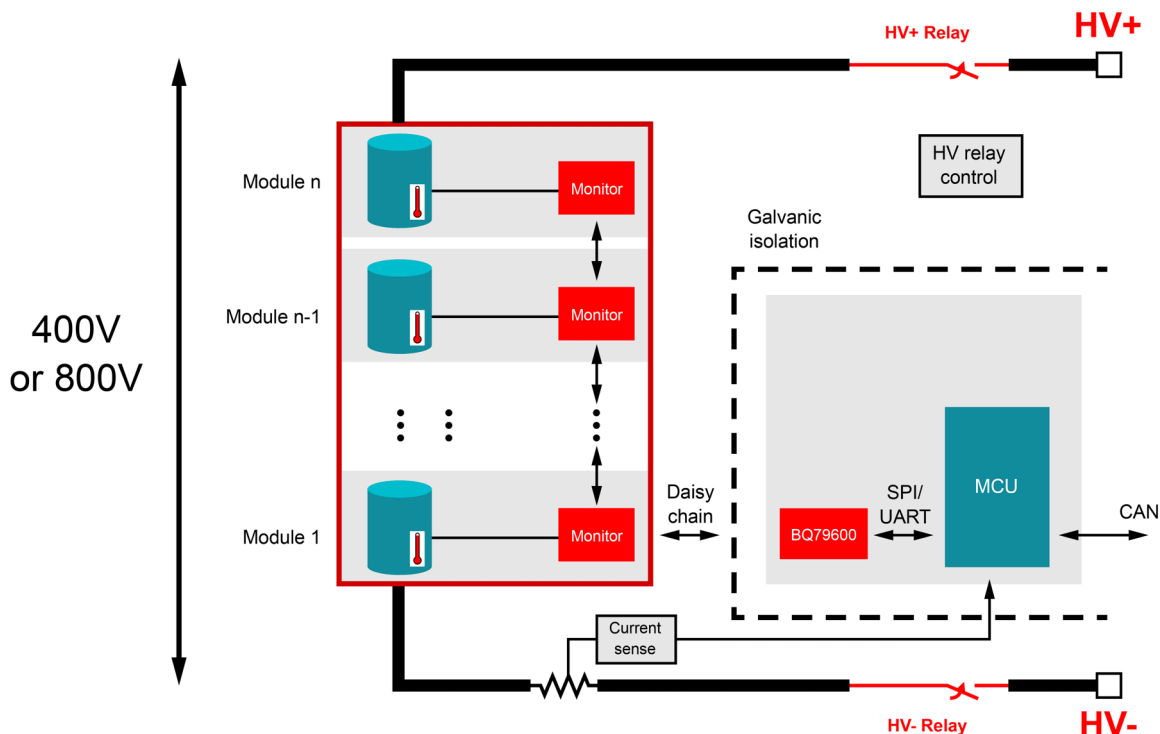 HV+
HV+ Relay
HV relay
control
Module n
Monitor
Galvanic
isolation
Module n-1
Monitor
400V
or 800V
Module 1
Monitor
Daisy
chain
SPI/
UART
MCU
BQ79600
CAN
Current
sense
HV- Relay
HV-